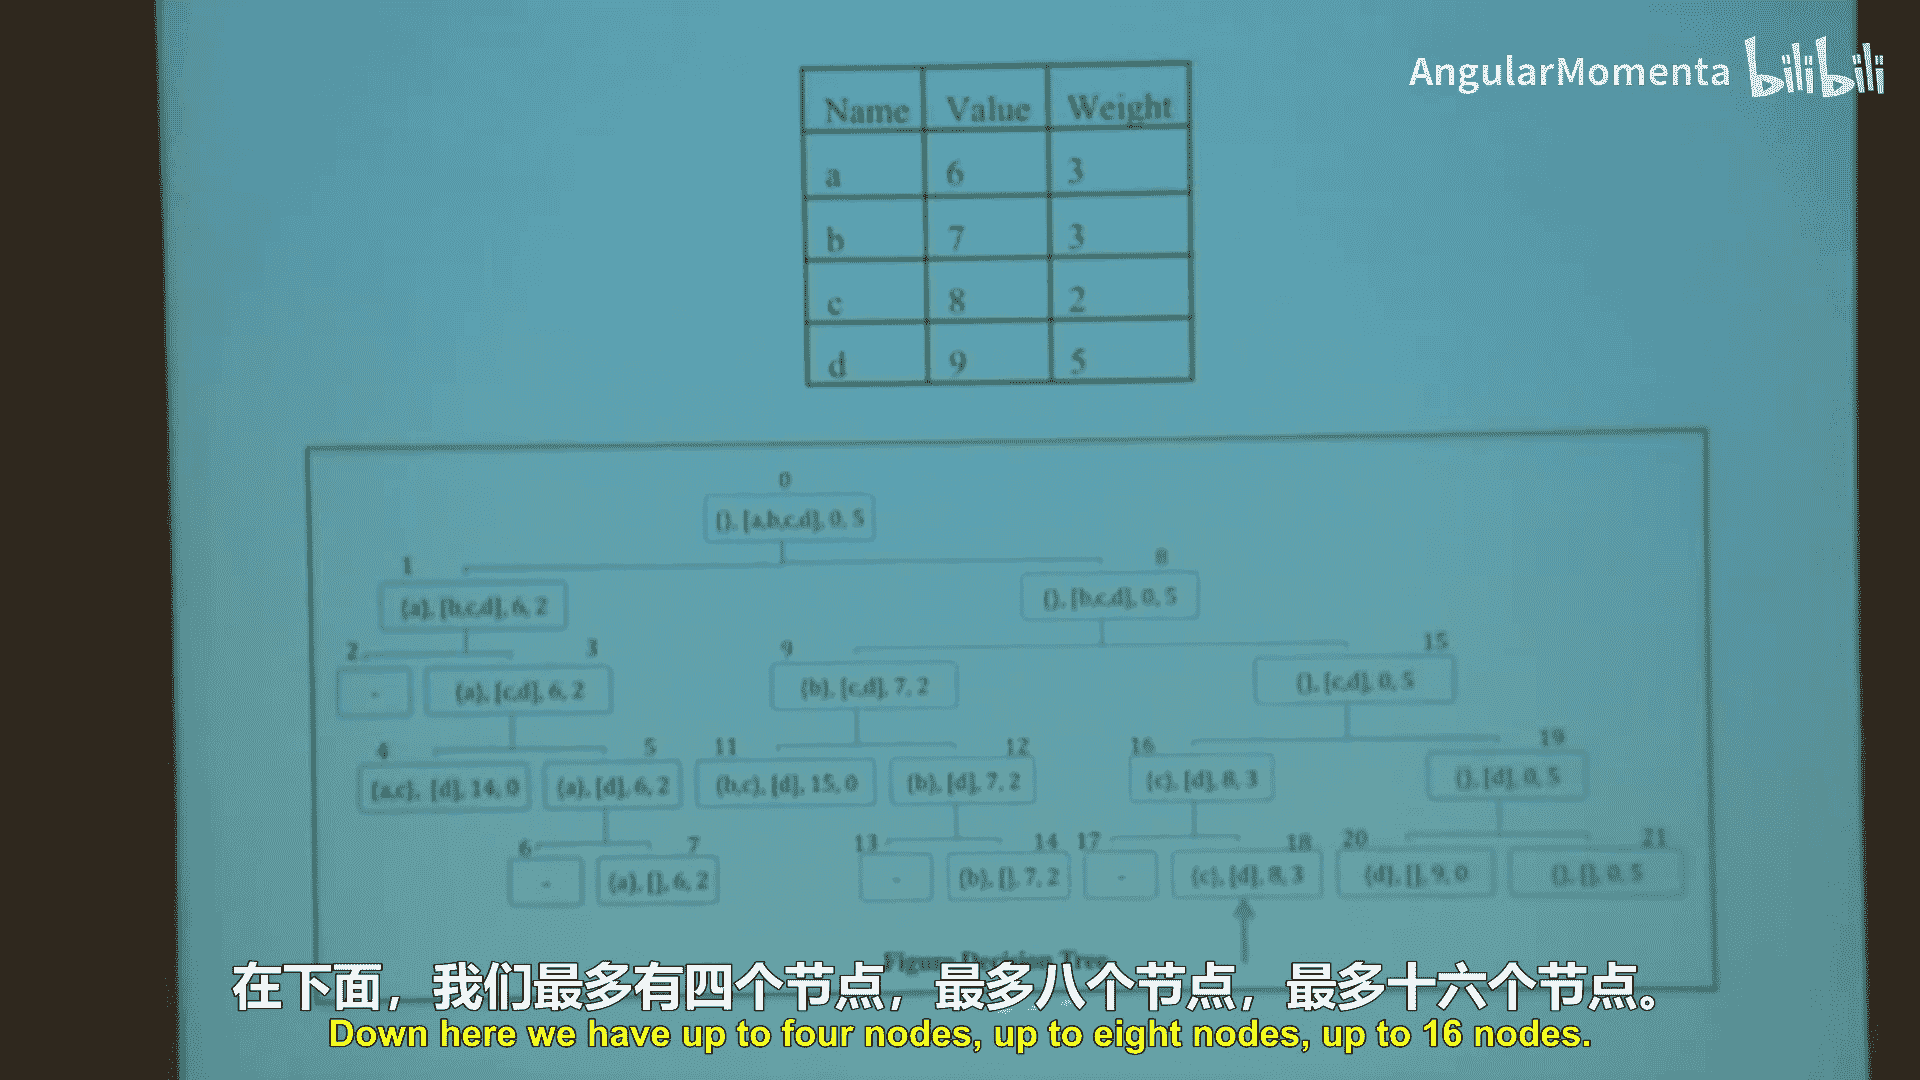 AngularMomenta bilibili
Name Value Weight
a 6 3
b 7 3
c 8 2
d 9 5
0
{}, [a,b,c,d], 0, 5
1 8
{a}, [b,c,d], 6, 2 {}, [b,c,d], 0, 5
2 3 9 15
- {a}, [c,d], 6, 2 {b}, [c,d], 7, 2 {}, [c,d], 0, 5
4 5 11 12 16 19
{a,c}, [d], 14, 0 {a}, [d], 6, 2 {b,c}, [d], 15, 0 {b}, [d], 7, 2 {c}, [d], 8, 3 {}, [d], 0, 5
6 7 13 14 17 18 20 21
- {a}, [], 6, 2 - {b}, [], 7, 2 - {c}, [d], 8, 3 {d}, [], 9, 0 {}, [], 0, 5
Figure Decision Tree
在下面，我们最多有四个节点，最多八个节点，最多十六个节点。
Down here we have up to four nodes, up to eight nodes, up to 16 nodes.